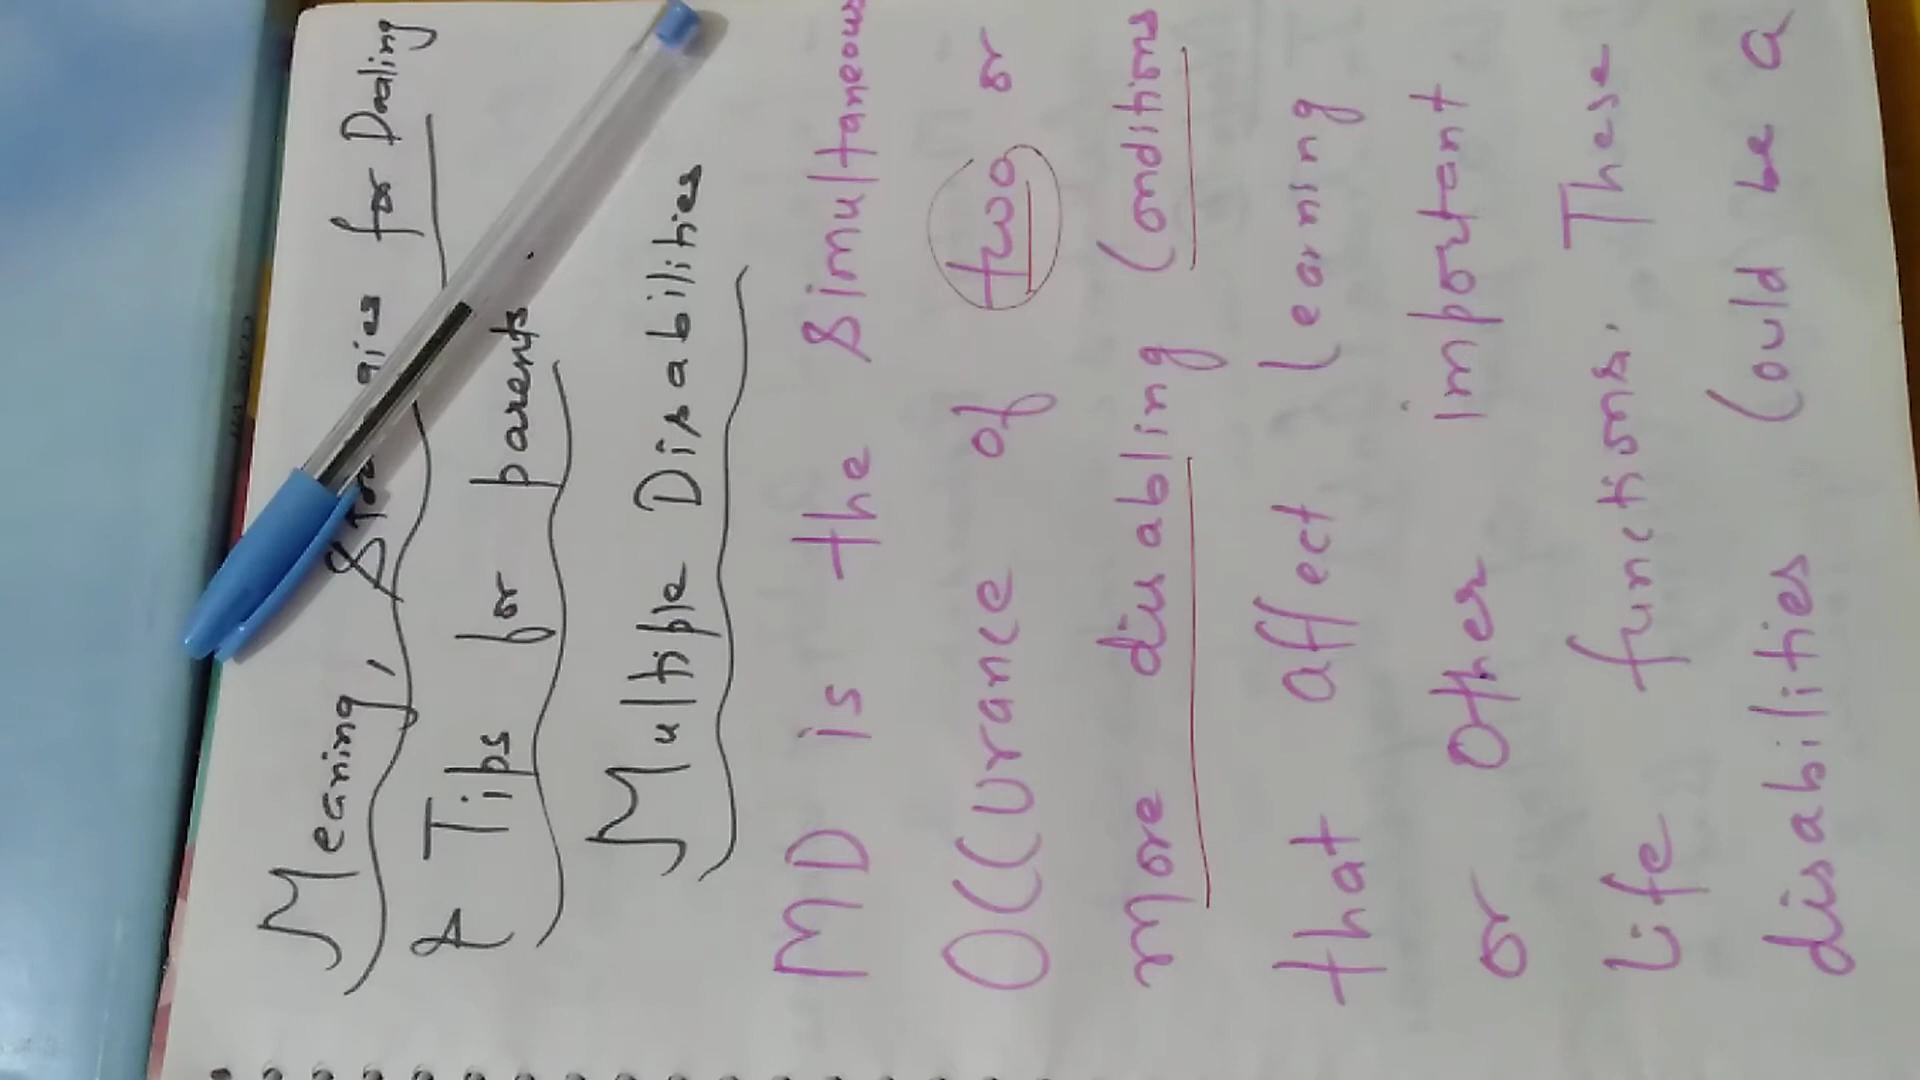 Meaning, for Dealing
& Tips for parents.
Multiple Disabilities
MD is the simultaneous
Occurance of two or
more disabling Conditions
that affect Learning
or Other important
Life functions. These
disabilities Could be a